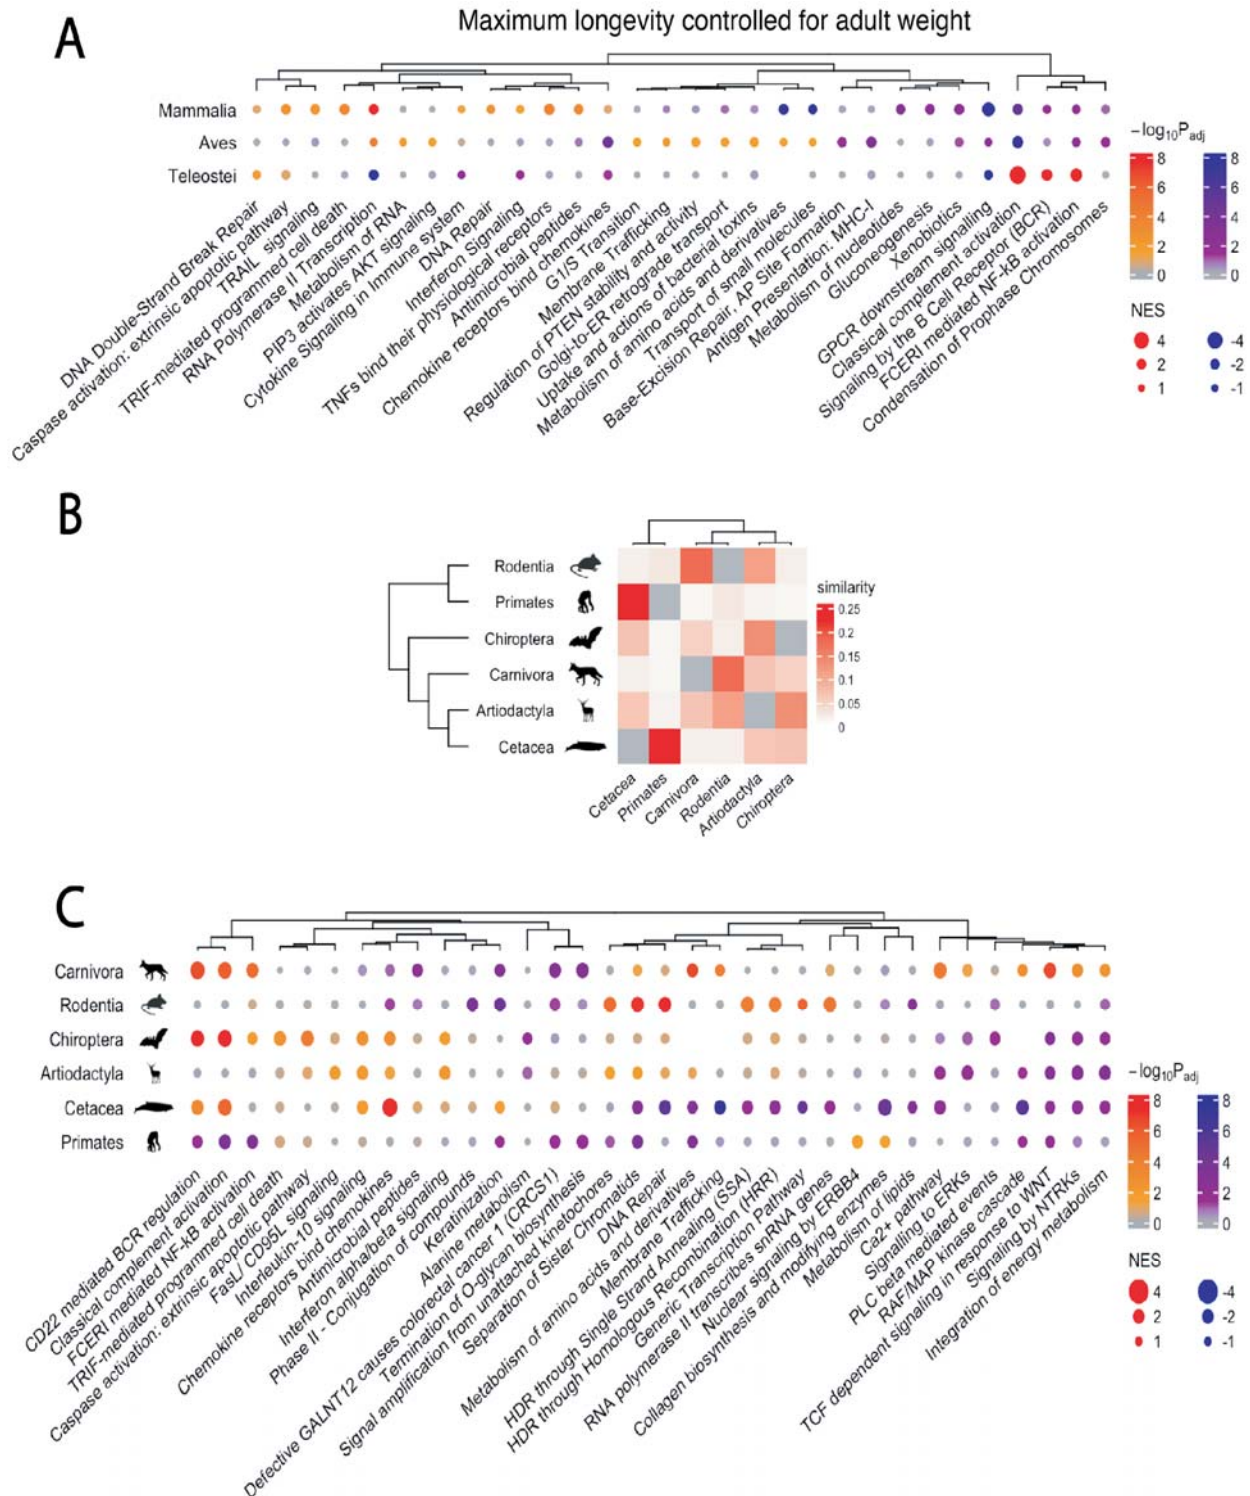 A
Maximum longevity controlled for adult weight
Mammalia
Aves
Teleostei
DNA Double-Strand Break Repair
Caspase activation: extrinsic apoptotic pathway
TRAIL signaling
TRIF-mediated programmed cell death
RNA Polymerase II Transcription
Metabolism of RNA
PIP3 activates AKT signaling
Cytokine Signaling in Immune system
DNA Repair
Interferon Signaling
TNFs bind their physiological receptors
Antimicrobial peptides
Chemokine receptors bind chemokines
G1/S Transition
Membrane Trafficking
Regulation of PTEN stability and activity
Golgi-to-ER retrograde transport
Uptake and actions of bacterial toxins
Metabolism of amino acids and derivatives
Transport of small molecules
Base-Excision Repair, AP Site Formation
Antigen Presentation: MHC-I
Metabolism of nucleotides
Gluconeogenesis
Xenobiotics
GPCR downstream signalling
Classical complement activation
Signaling by the B Cell Receptor (BCR)
FCERI mediated NF-kB activation
Condensation of Prophase Chromosomes
−log10Padj
8 8
6 6
4 4
2 2
0 0
NES
4 -4
2 -2
1 -1
B
Rodentia
Primates
Chiroptera
Carnivora
Artiodactyla
Cetacea
Cetacea
Primates
Carnivora
Rodentia
Artiodactyla
Chiroptera
similarity
0.25
0.2
0.15
0.1
0.05
0
C
Carnivora
Rodentia
Chiroptera
Artiodactyla
Cetacea
Primates
CD22 mediated BCR regulation
Classical complement activation
FCERI mediated NF-kB activation
TRIF-mediated programmed cell death
Caspase activation: extrinsic apoptotic pathway
FasL/ CD95L signaling
Interleukin-10 signaling
Chemokine receptors bind chemokines
Antimicrobial peptides
Interferon alpha/beta signaling
Phase II - Conjugation of compounds
Keratinization
Alanine metabolism
Defective GALNT12 causes colorectal cancer 1 (CRCS1)
Termination of O-glycan biosynthesis
Signal amplification from unattached kinetochores
Separation of Sister Chromatids
DNA Repair
Metabolism of amino acids and derivatives
Membrane Trafficking
HDR through Single Strand Annealing (SSA)
HDR through Homologous Recombination (HRR)
Generic Transcription Pathway
RNA polymerase II transcribes snRNA genes
Nuclear signaling by ERBB4
Collagen biosynthesis and modifying enzymes
Metabolism of lipids
Ca2+ pathway
Signalling to ERKs
PLC beta mediated events
RAF/MAP kinase cascade
TCF dependent signaling in response to WNT
Signaling by NTRKs
Integration of energy metabolism
−log10Padj
8 8
6 6
4 4
2 2
0 0
NES
4 -4
2 -2
1 -1